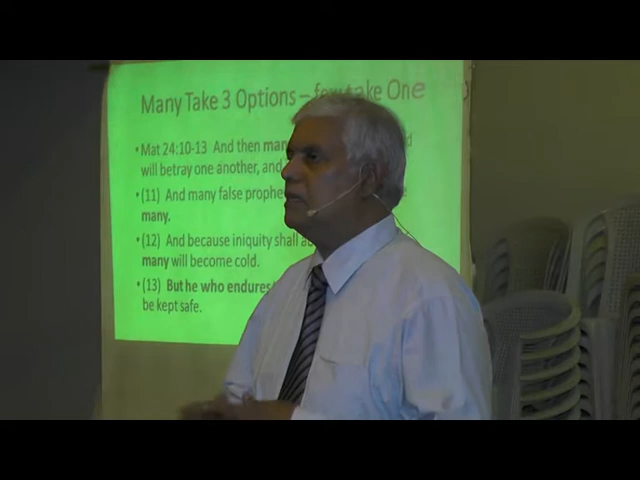 Many Take 3 Options – few take One
• Mat 24:10-13 And then man
will betray one another, and
• (11) And many false prophe
many.
• (12) And because iniquity shall a
many will become cold.
• (13) But he who endures
be kept safe.